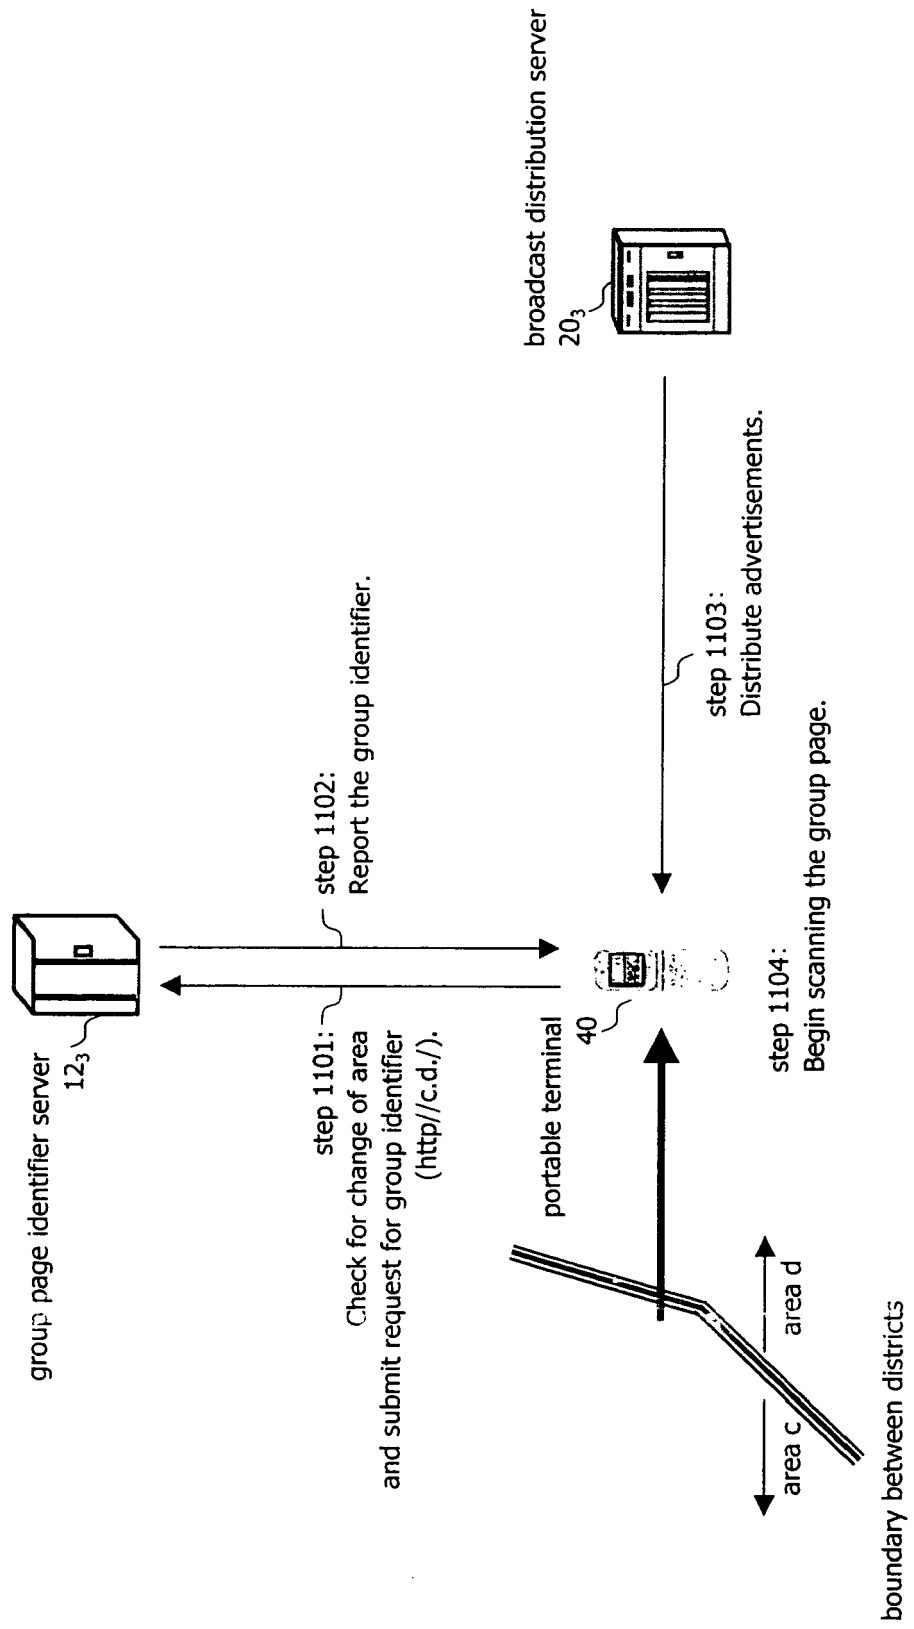 group page identifier server
12₃
step 1101:
Check for change of area
and submit request for group identifier
(http//c.d./).
step 1102:
Report the group identifier.
broadcast distribution server
20₃
portable terminal
40
step 1103:
Distribute advertisements.
step 1104:
Begin scanning the group page.
area c
area d
boundary between districts